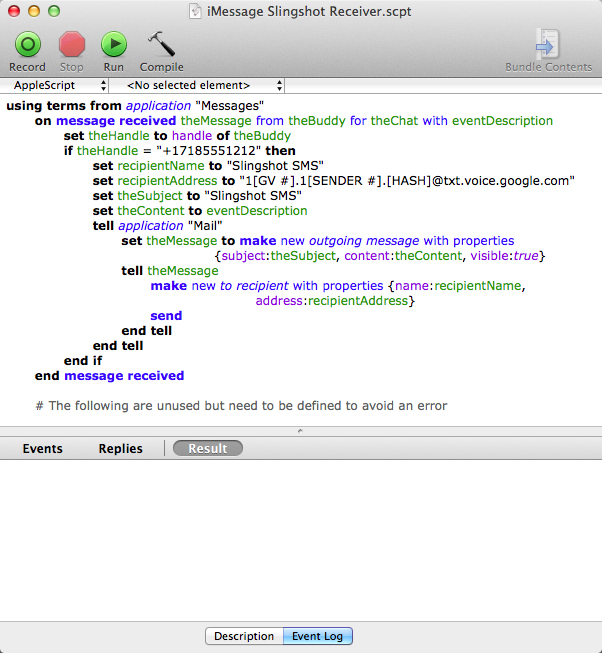 iMessage Slingshot Receiver.scpt
Record Stop Run Compile Bundle Contents
AppleScript <No selected element>
using terms from application "Messages"
on message received theMessage from theBuddy for theChat with eventDescription
set theHandle to handle of theBuddy
if theHandle = "+17185551212" then
set recipientName to "Slingshot SMS"
set recipientAddress to "1[GV #].1[SENDER #].[HASH]@txt.voice.google.com"
set theSubject to "Slingshot SMS"
set theContent to eventDescription
tell application "Mail"
set theMessage to make new outgoing message with properties
{subject:theSubject, content:theContent, visible:true}
tell theMessage
make new to recipient with properties {name:recipientName,
address:recipientAddress}
send
end tell
end tell
end if
end message received
# The following are unused but need to be defined to avoid an error
Events Replies Result
Description Event Log